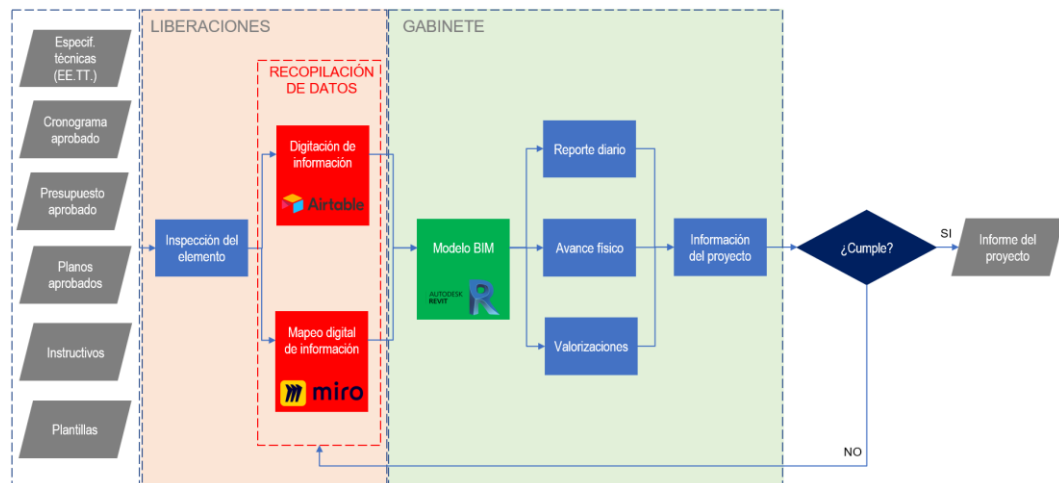 Especif.
técnicas
(EE.TT.)
Cronograma
aprobado
Presupuesto
aprobado
Planos
aprobados
Instructivos
Plantillas
LIBERACIONES
Inspección del
elemento
RECOPILACIÓN
DE DATOS
Digitación de
información
Airtable
Mapeo digital
de información
miro
GABINETE
Modelo BIM
AUTODESK
REVIT
R
Reporte diario
Avance físico
Valorizaciones
Información
del proyecto
¿Cumple?
SI
NO
Informe del
proyecto